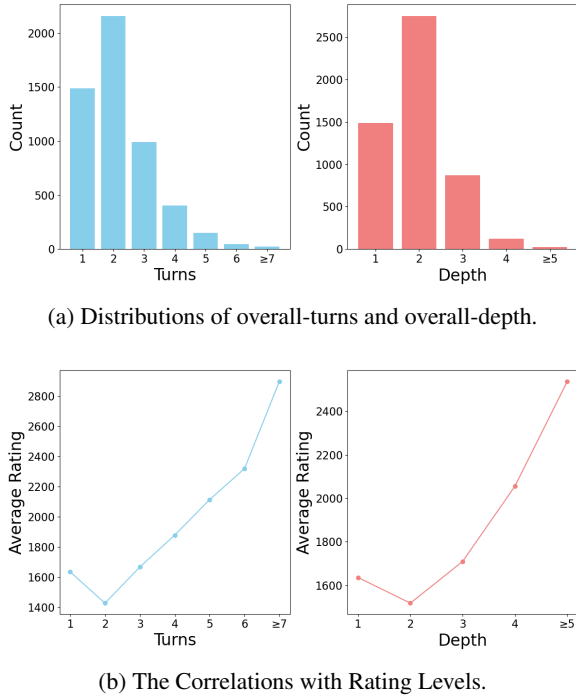 2000
1500
1000
500
0
Count
1 2 3 4 5 6 ≥7
Turns
2500
2000
1500
1000
500
0
Count
1 2 3 4 ≥5
Depth
(a) Distributions of overall-turns and overall-depth.
2800
2600
2400
2200
2000
1800
1600
1400
Average Rating
1 2 3 4 5 6 ≥7
Turns
2400
2200
2000
1800
1600
Average Rating
1 2 3 4 ≥5
Depth
(b) The Correlations with Rating Levels.